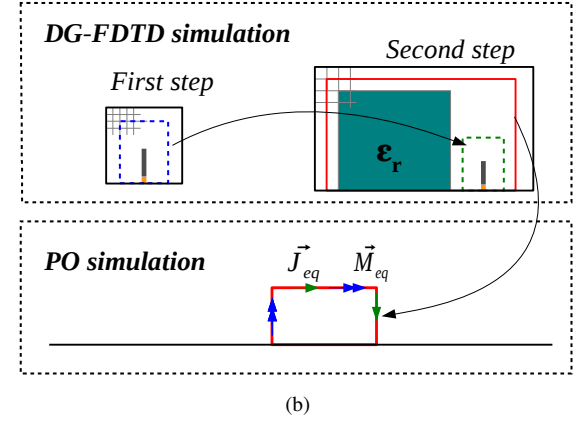 DG-FDTD simulation
First step
Second step
εr
PO simulation
J⃗eq M⃗eq
(b)